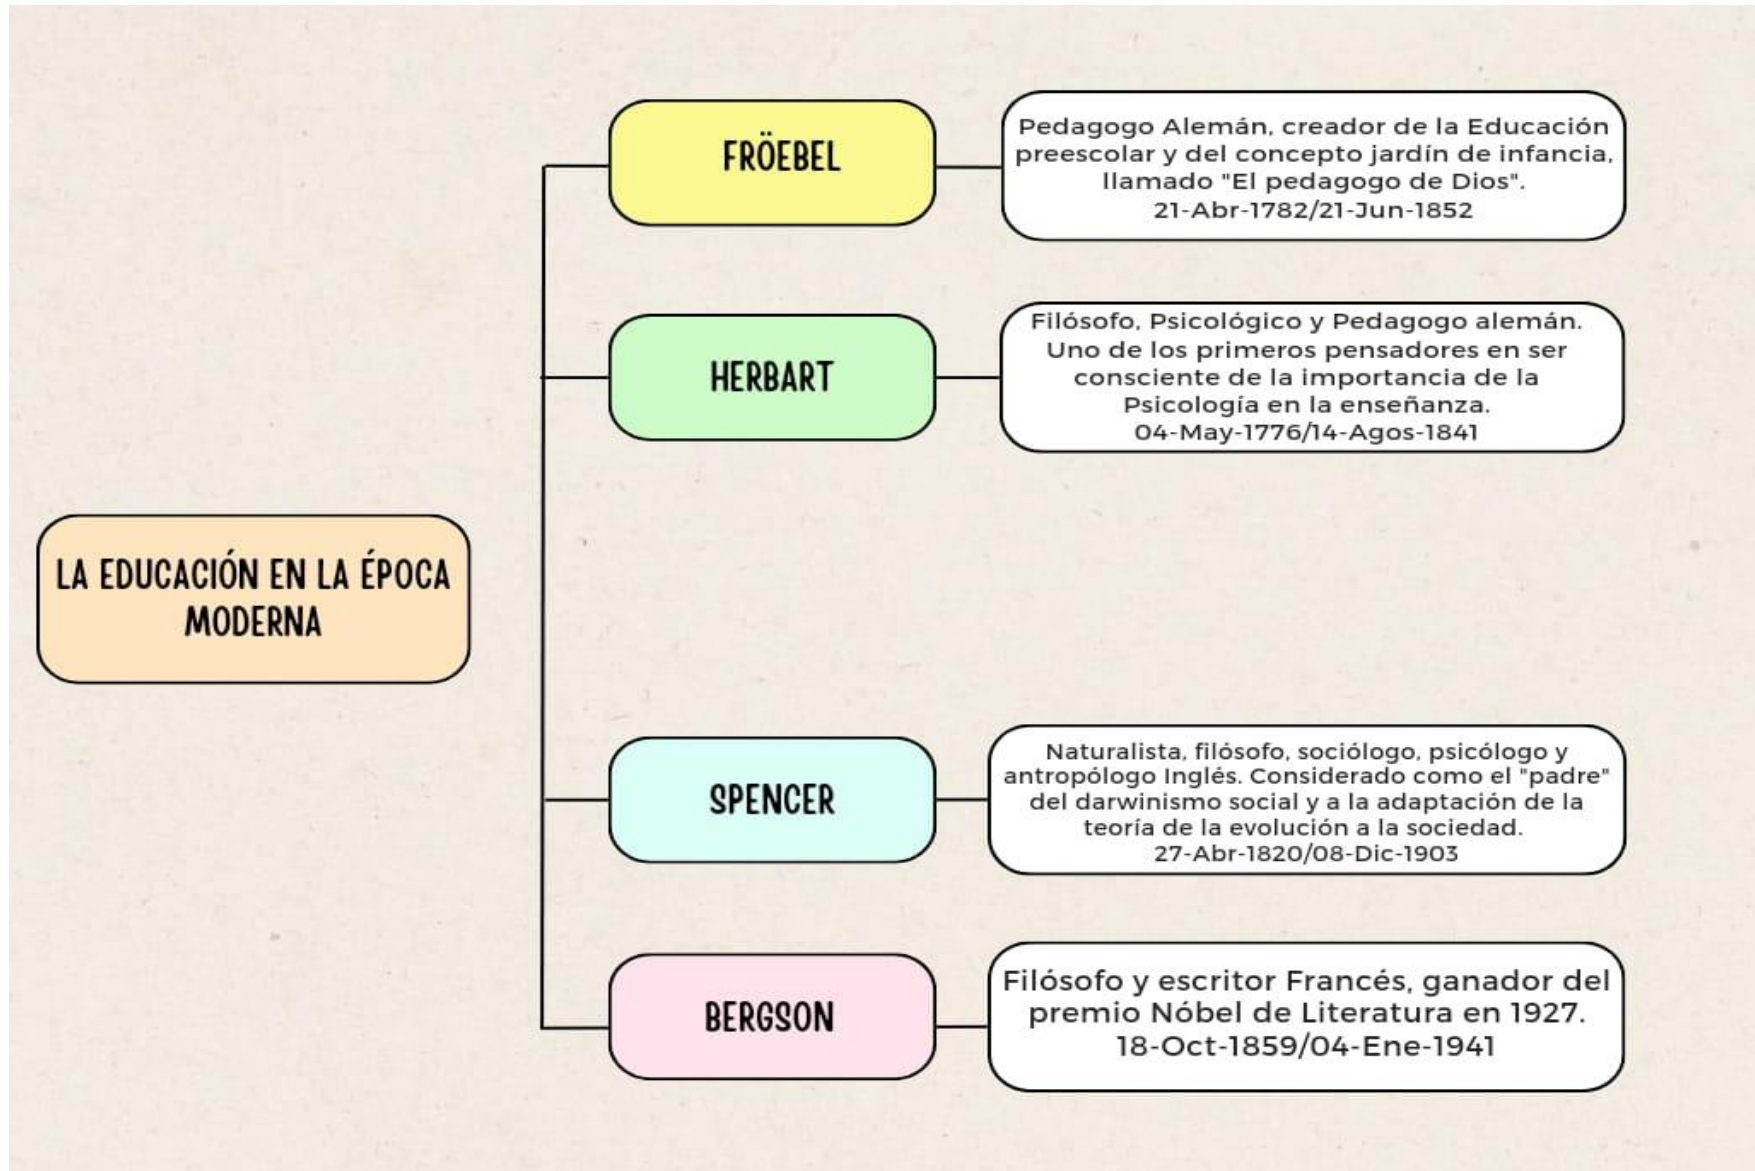 FRÖEBEL
Pedagogo Alemán, creador de la Educación
preescolar y del concepto jardín de infancia,
llamado "El pedagogo de Dios".
21-Abr-1782/21-Jun-1852
HERBART
Filósofo, Psicológico y Pedagogo alemán.
Uno de los primeros pensadores en ser
consciente de la importancia de la
Psicología en la enseñanza.
04-May-1776/14-Agos-1841
LA EDUCACIÓN EN LA ÉPOCA
MODERNA
SPENCER
Naturalista, filósofo, sociólogo, psicólogo y
antropólogo Inglés. Considerado como el "padre"
del darwinismo social y a la adaptación de la
teoría de la evolución a la sociedad.
27-Abr-1820/08-Dic-1903
BERGSON
Filósofo y escritor Francés, ganador del
premio Nóbel de Literatura en 1927.
18-Oct-1859/04-Ene-1941